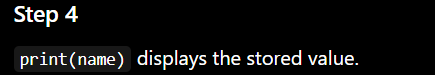 Step 4
print(name) displays the stored value.